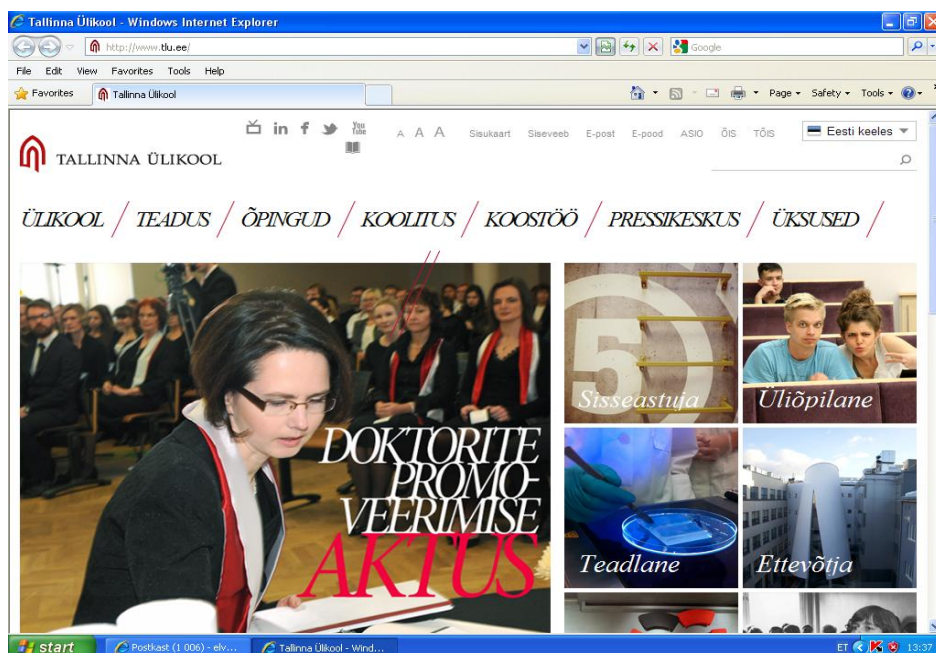 Tallinna Ülikool - Windows Internet Explorer
http://www.tlu.ee/
Google
File Edit View Favorites Tools Help
Favorites Tallinna Ülikool
Page Safety Tools
in f You Tube A A A Sisukaart Siseveeb E-post E-pood ASIO ÕIS TÕIS Eesti keeles
TALLINNA ÜLIKOOL
ÜLIKOOL / TEADUS / ÕPINGUD / KOOLITUS / KOOSTÖÖ / PRESSIKESKUS / ÜKSUSED /
5
Sisseastuja
Üliõpilane
DOKTORITE
PROMO-
VEERIMISE
AKTUS
Teadlane
Ettevõtja
start Postkast (1 006) - elv... Tallinna Ülikool - Wind... ET 13:37